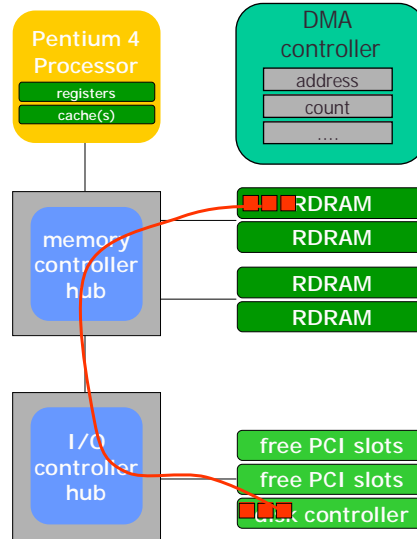 Pentium 4
Processor
registers
cache(s)
DMA
controller
address
count
....
memory
controller
hub
RDRAM
RDRAM
RDRAM
RDRAM
I/O
controller
hub
free PCI slots
free PCI slots
disk controller